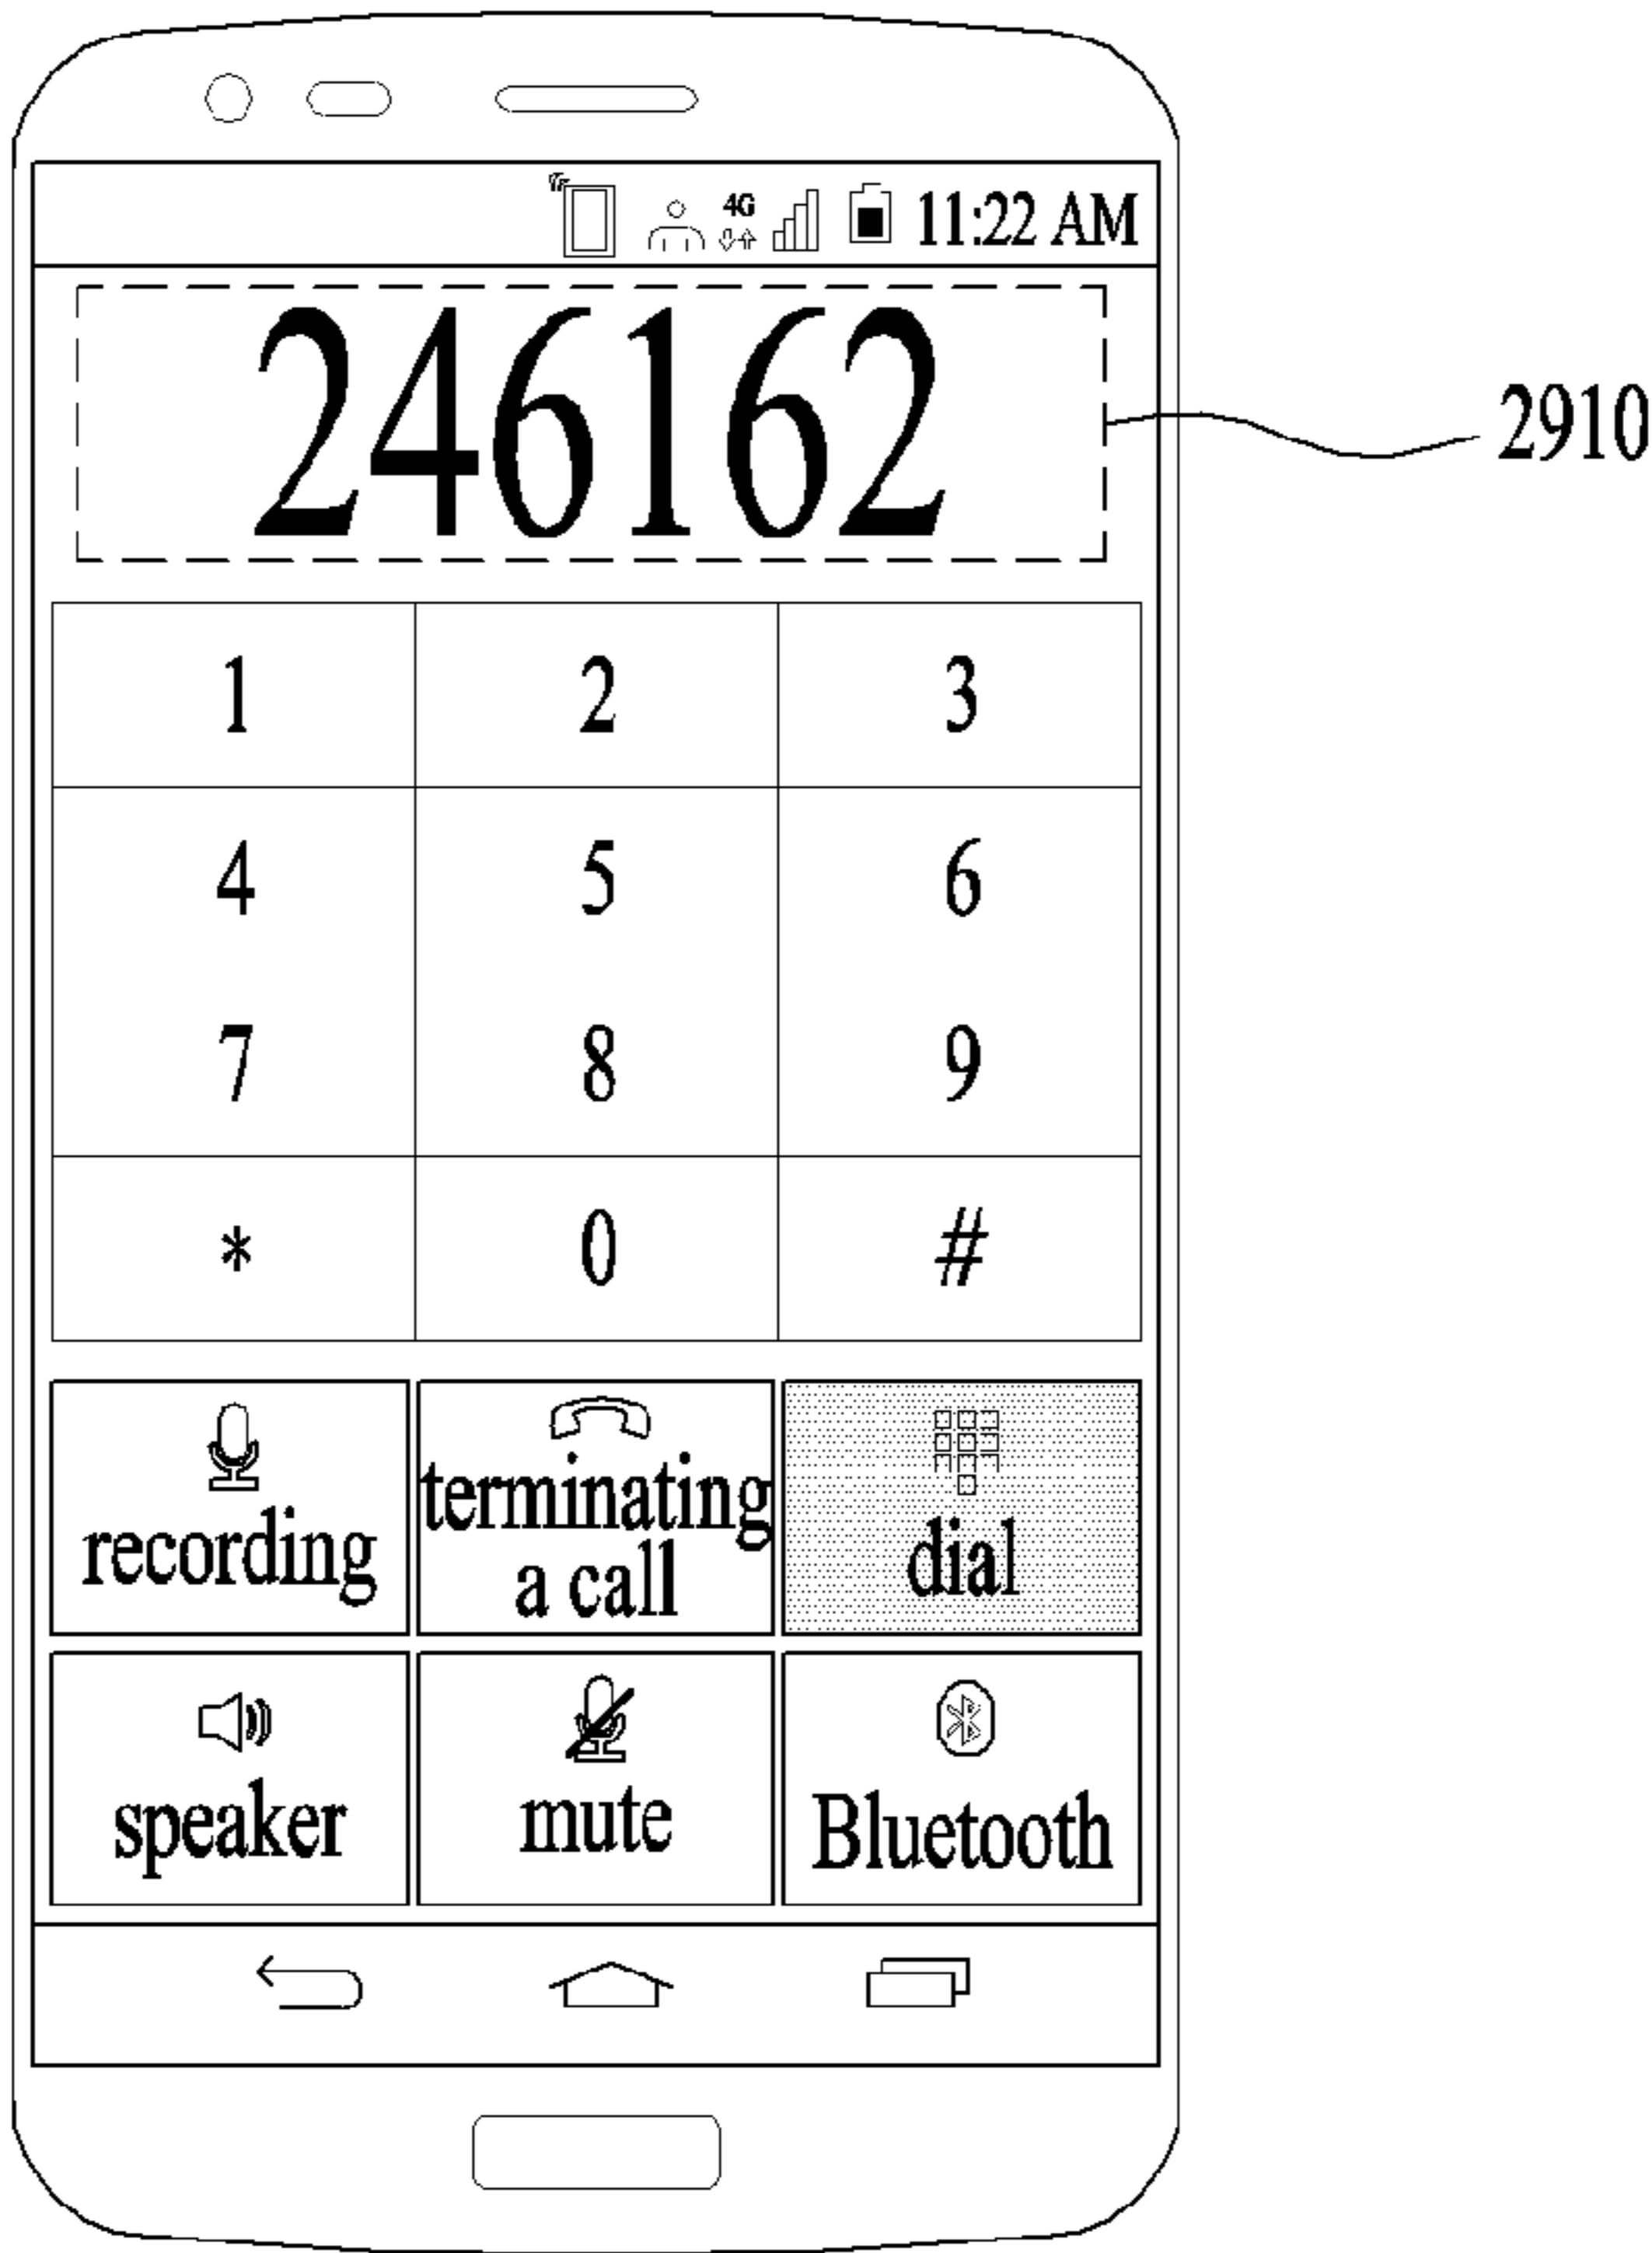 4G 11:22 AM
246162
2910
1 2 3
4 5 6
7 8 9
* 0 #
recording
terminating
a call
dial
speaker
mute
Bluetooth